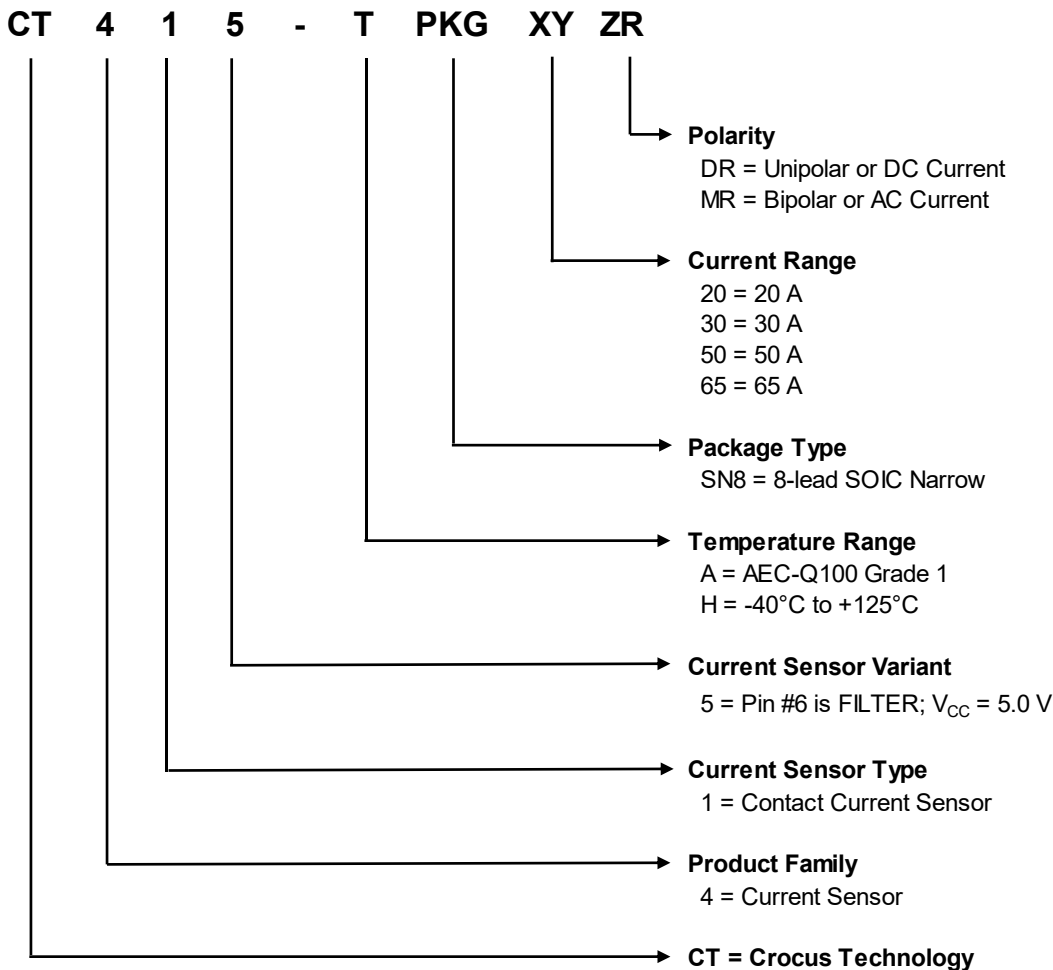 CT 4 1 5 - T PKG XY ZR
Polarity
DR = Unipolar or DC Current
MR = Bipolar or AC Current
Current Range
20 = 20 A
30 = 30 A
50 = 50 A
65 = 65 A
Package Type
SN8 = 8-lead SOIC Narrow
Temperature Range
A = AEC-Q100 Grade 1
H = -40°C to +125°C
Current Sensor Variant
5 = Pin #6 is FILTER; VCC = 5.0 V
Current Sensor Type
1 = Contact Current Sensor
Product Family
4 = Current Sensor
CT = Crocus Technology